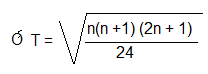 Ó T = √(n(n +1) (2n + 1) / 24)